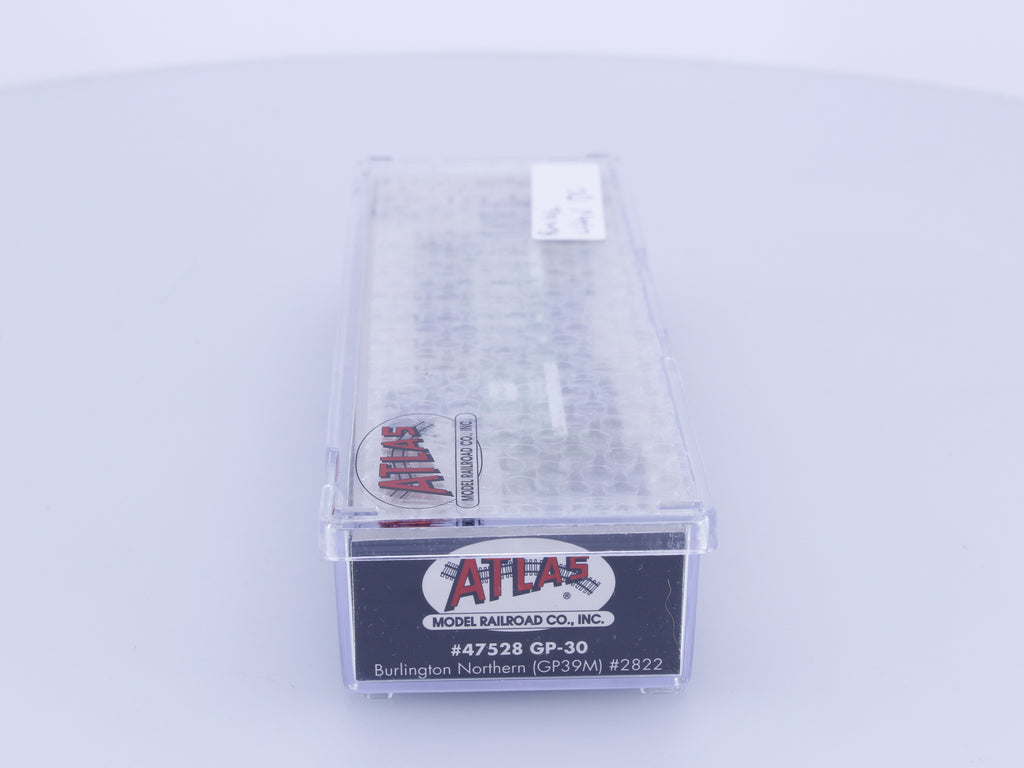 ATLAS
MODEL RAILROAD CO., INC.
ATLAS ®
MODEL RAILROAD CO., INC.
#47528 GP-30
Burlington Northern (GP39M) #2822